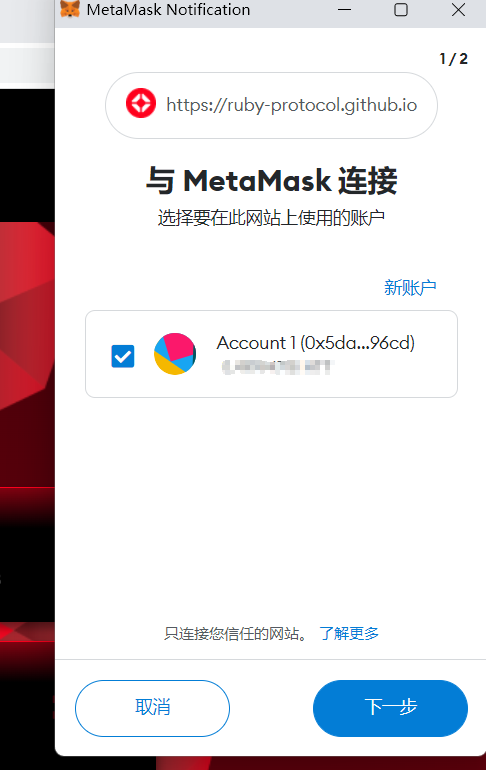 MetaMask Notification
1 / 2
https://ruby-protocol.github.io
与 MetaMask 连接
选择要在此网站上使用的账户
新账户
Account 1 (0x5da...96cd)
只连接您信任的网站。 了解更多
取消
下一步